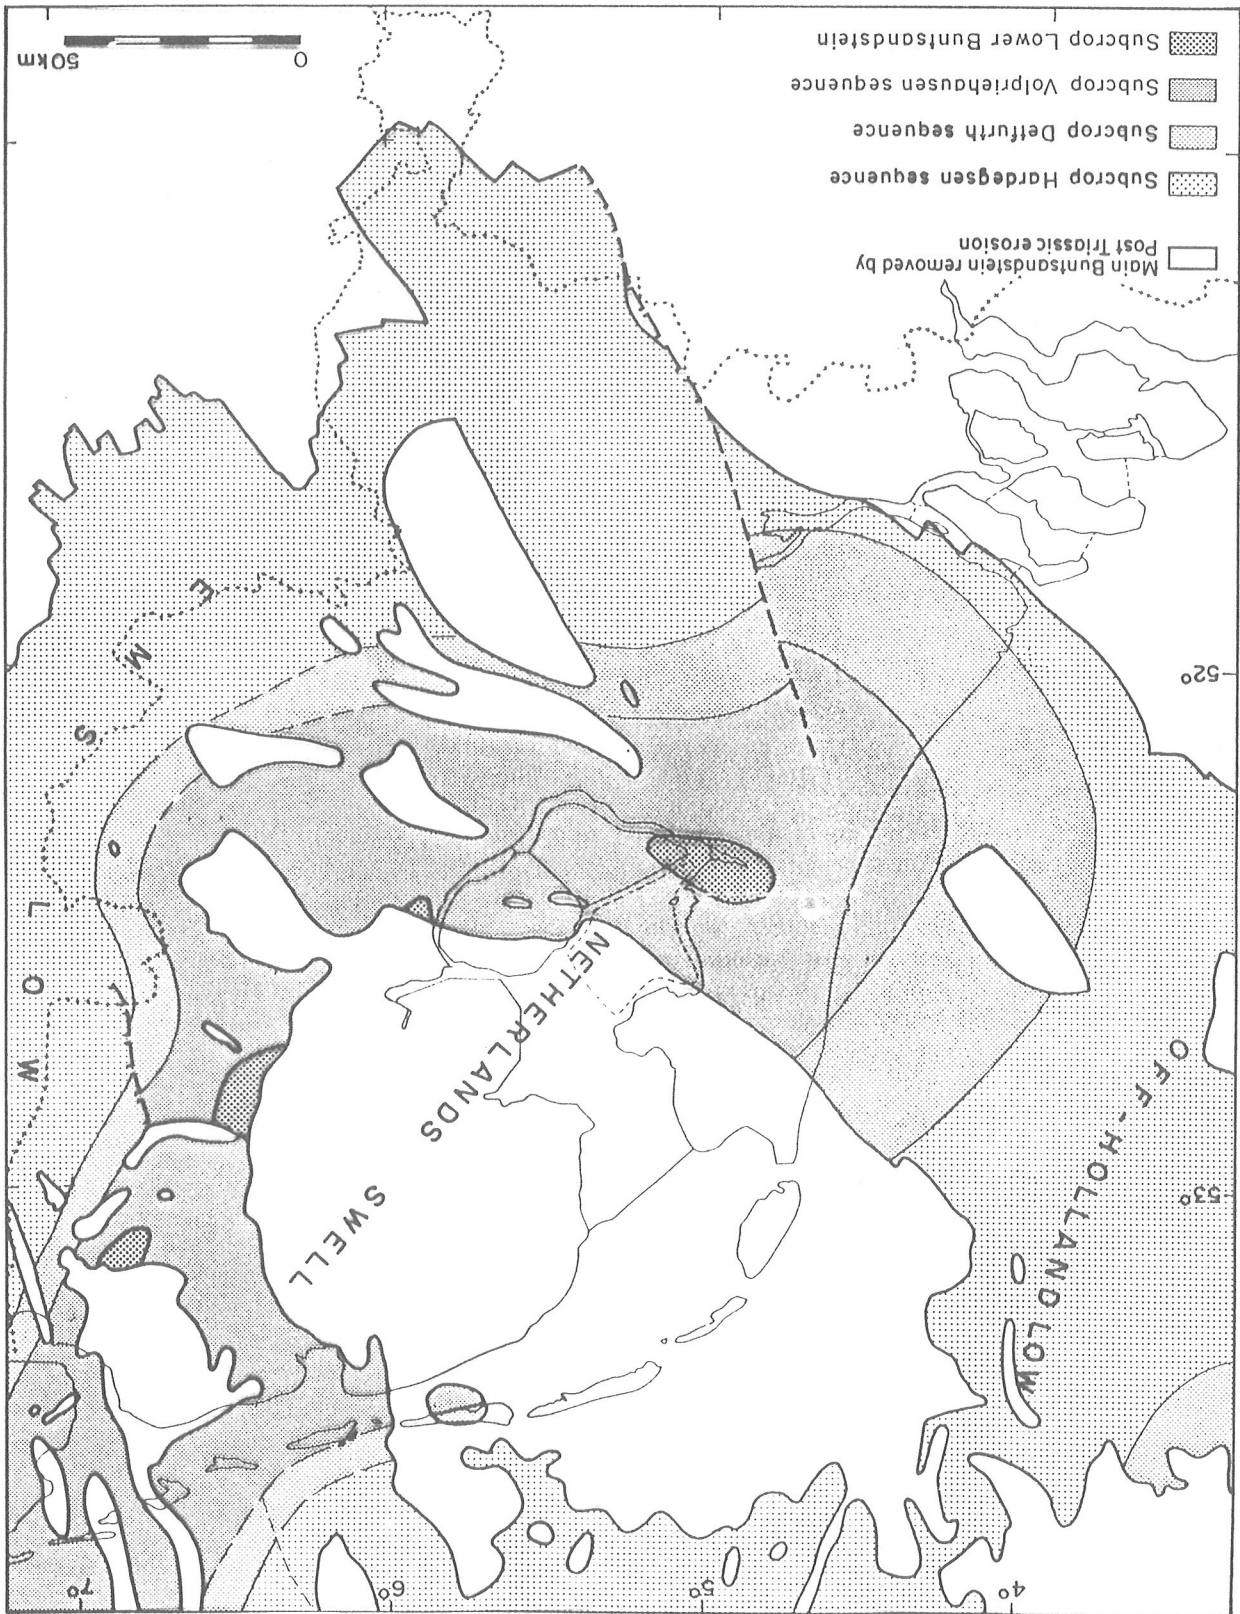 4°
5°
6°
7°
53°
52°
OFF-HOLLAND LOW
NETHERLANDS
SWELL
EMS LOW
Main Buntsandstein removed by
Post Triassic erosion
Subcrop Hardegsen sequence
Subcrop Detfurth sequence
Subcrop Volpriehausen sequence
Subcrop Lower Buntsandstein
0 50km